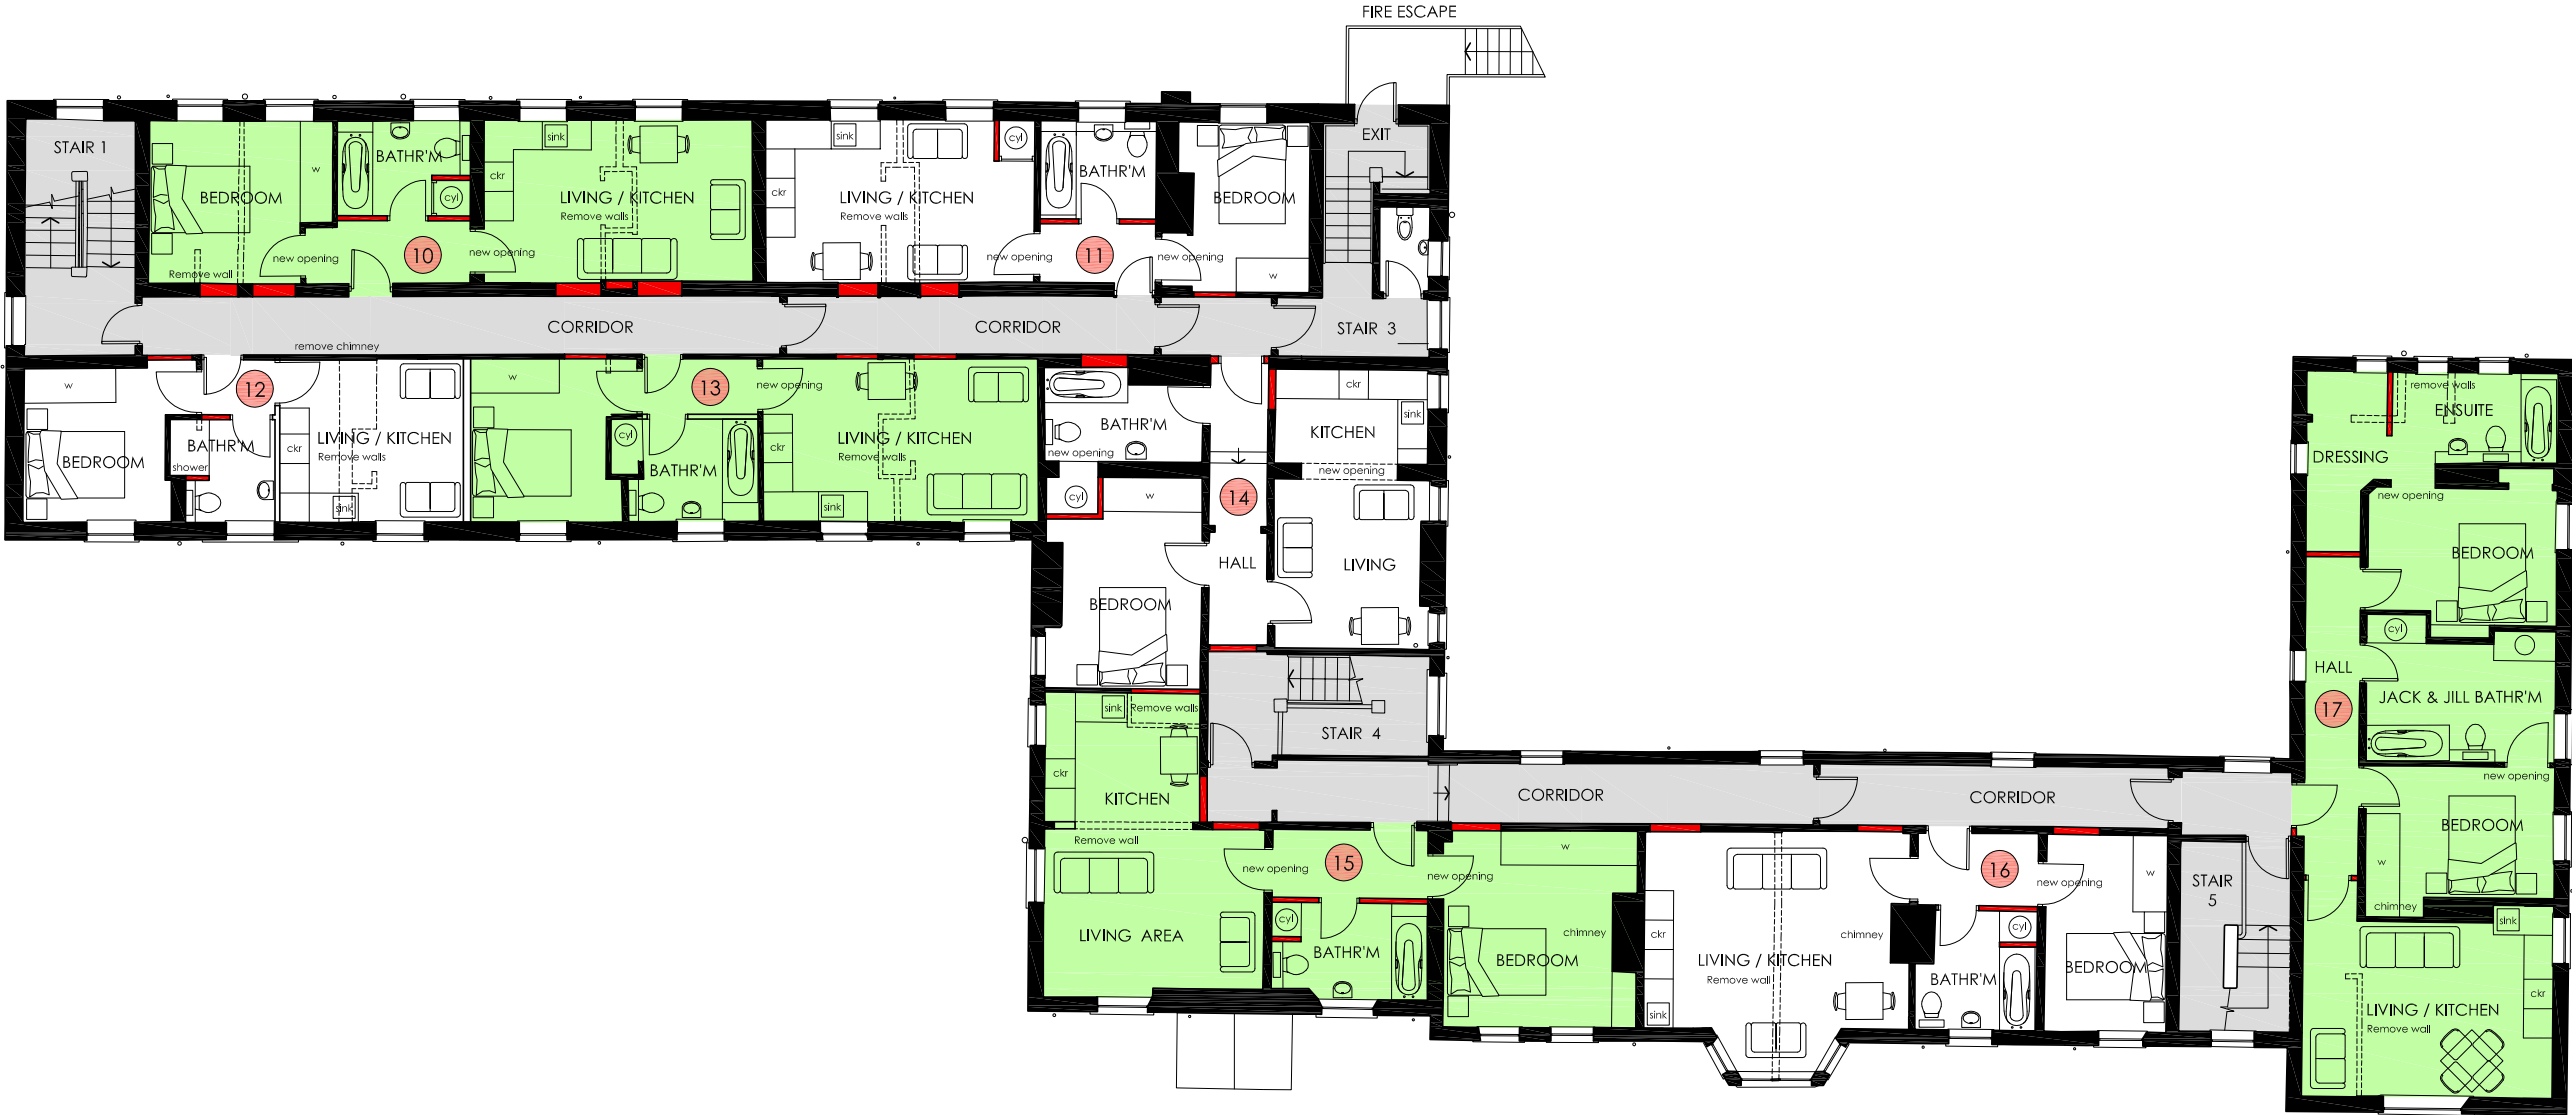 FIRE ESCAPE
EXIT
STAIR 1
BEDROOM
w
Remove wall
new opening
BATHR'M
cyl
10
new opening
sink
ckr
LIVING / KITCHEN
Remove walls
sink
ckr
LIVING / KITCHEN
Remove walls
cyl
new opening
BATHR'M
11
new opening
BEDROOM
w
CORRIDOR
remove chimney
CORRIDOR
STAIR 3
w
BEDROOM
12
BATHR'M
shower
ckr
LIVING / KITCHEN
Remove walls
sink
w
13
new opening
cyl
BATHR'M
ckr
LIVING / KITCHEN
Remove walls
sink
BATHR'M
new opening
cyl
w
BEDROOM
14
HALL
ckr
sink
KITCHEN
new opening
LIVING
STAIR 4
sink
Remove walls
ckr
KITCHEN
Remove wall
LIVING AREA
new opening
15
new opening
cyl
BATHR'M
w
chimney
BEDROOM
CORRIDOR
CORRIDOR
ckr
sink
LIVING / KITCHEN
Remove wall
chimney
16
new opening
cyl
BATHR'M
w
BEDROOM
STAIR
5
remove walls
ENSUITE
DRESSING
new opening
BEDROOM
cyl
HALL
JACK & JILL BATHR'M
17
new opening
BEDROOM
w
chimney
sink
ckr
LIVING / KITCHEN
Remove wall